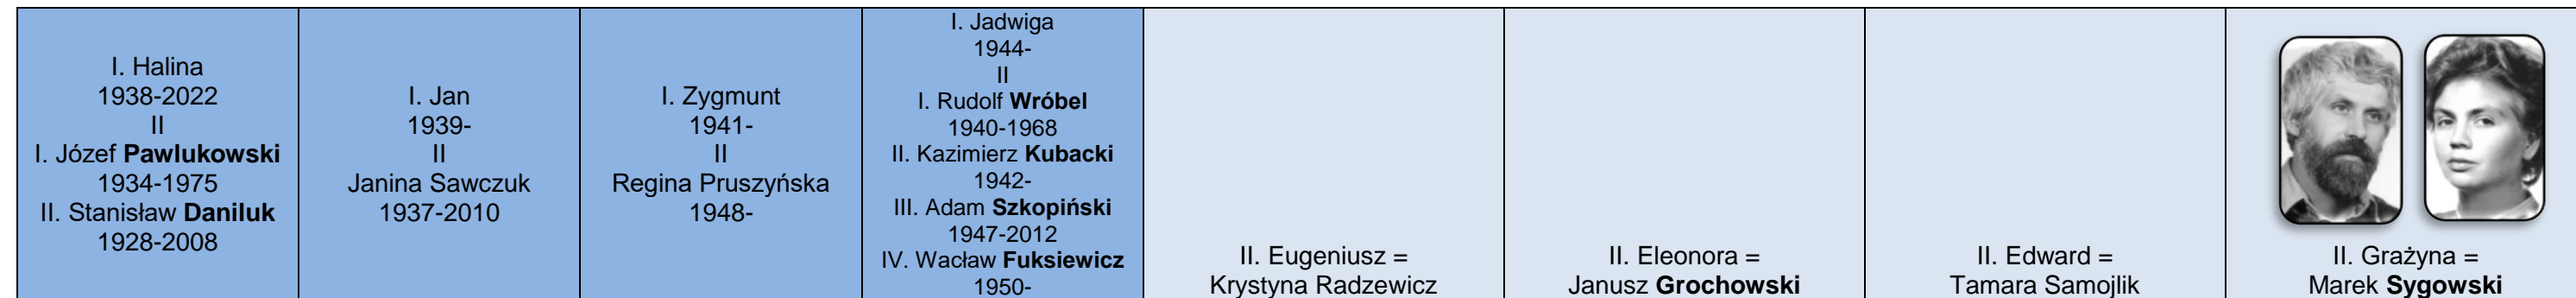 I. Halina
1938-2022
II
I. Józef Pawlukowski
1934-1975
II. Stanisław Daniluk
1928-2008
I. Jan
1939-
II
Janina Sawczuk
1937-2010
I. Zygmunt
1941-
II
Regina Pruszyńska
1948-
I. Jadwiga
1944-
II
I. Rudolf Wróbel
1940-1968
II. Kazimierz Kubacki
1942-
III. Adam Szkopiński
1947-2012
IV. Wacław Fuksiewicz
1950-
II. Eugeniusz =
Krystyna Radzewicz
II. Eleonora =
Janusz Grochowski
II. Edward =
Tamara Samojlik
II. Grażyna =
Marek Sygowski